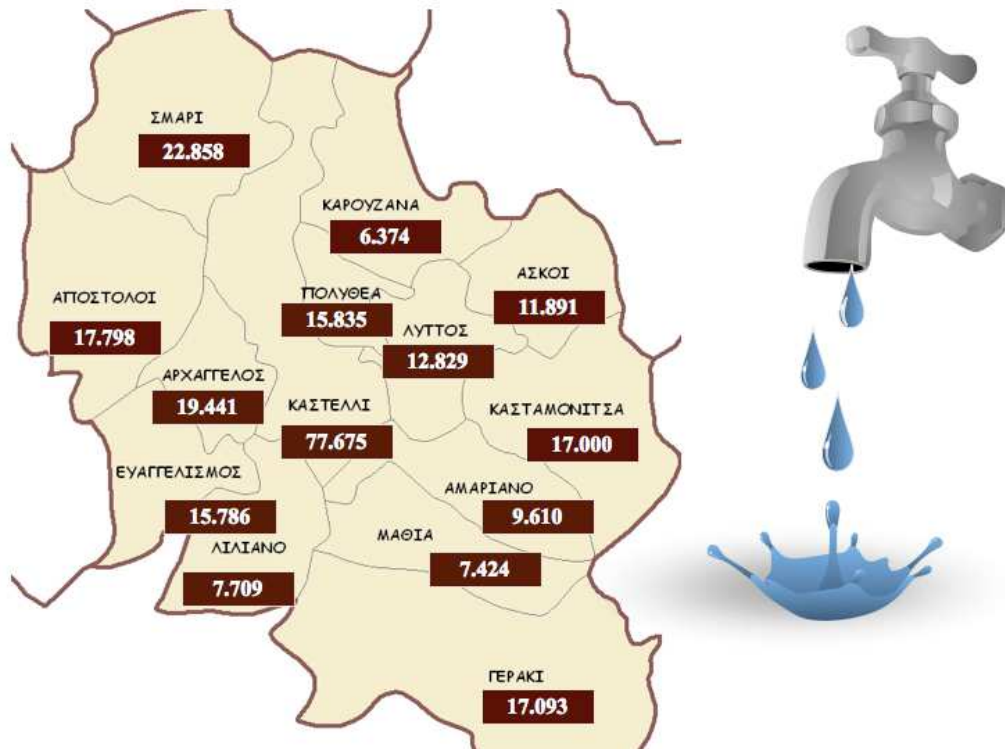 ΣΜΑΡΙ
22.858
ΚΑΡΟΥΖΑΝΑ
6.374
ΑΣΚΟΙ
11.891
ΑΠΟΣΤΟΛΟΙ
17.798
ΠΟΛΥΘΕΑ
15.835
ΛΥΤΤΟΣ
12.829
ΑΡΧΑΓΓΕΛΟΣ
19.441
ΚΑΣΤΕΛΛΙ
77.675
ΚΑΣΤΑΜΟΝΙΤΣΑ
17.000
ΕΥΑΓΓΕΛΙΣΜΟΣ
15.786
ΑΜΑΡΙΑΝΟ
9.610
ΛΙΛΙΑΝΟ
7.709
ΜΑΘΙΑ
7.424
ΓΕΡΑΚΙ
17.093